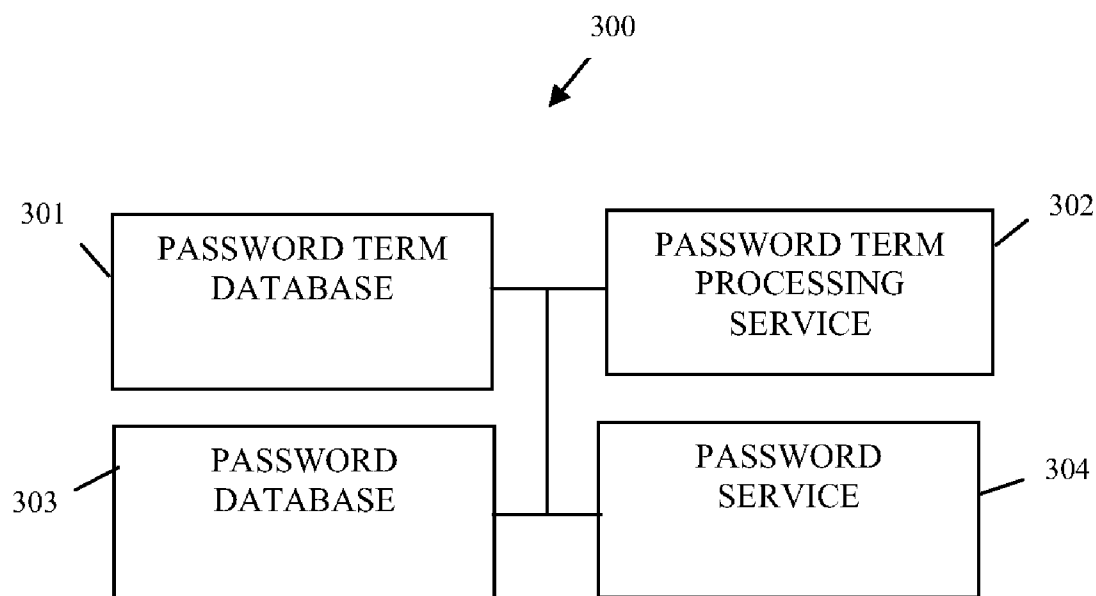 300
301
PASSWORD TERM
DATABASE
302
PASSWORD TERM
PROCESSING
SERVICE
303
PASSWORD
DATABASE
304
PASSWORD
SERVICE